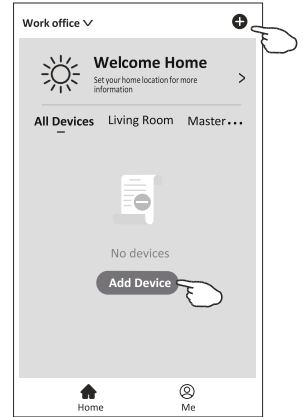 Work office
Welcome Home
Set your home location for more
information
All Devices Living Room Master...
No devices
Add Device
Home Me